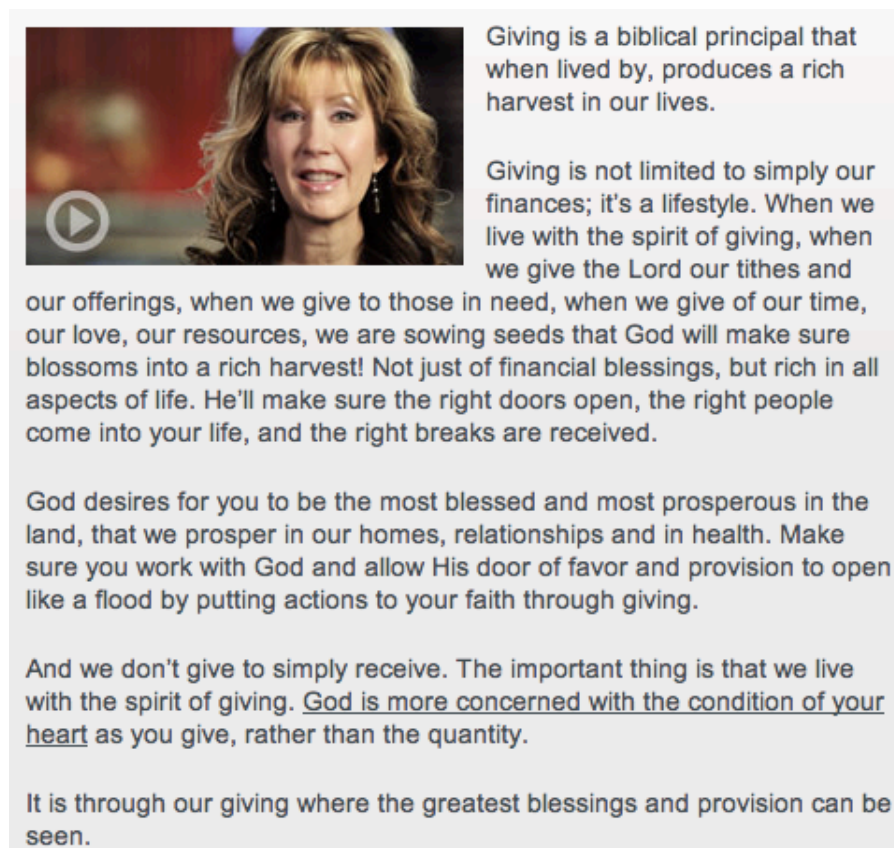 Giving is a biblical principal that
when lived by, produces a rich
harvest in our lives.
Giving is not limited to simply our
finances; it's a lifestyle. When we
live with the spirit of giving, when
we give the Lord our tithes and
our offerings, when we give to those in need, when we give of our time,
our love, our resources, we are sowing seeds that God will make sure
blossoms into a rich harvest! Not just of financial blessings, but rich in all
aspects of life. He'll make sure the right doors open, the right people
come into your life, and the right breaks are received.
God desires for you to be the most blessed and most prosperous in the
land, that we prosper in our homes, relationships and in health. Make
sure you work with God and allow His door of favor and provision to open
like a flood by putting actions to your faith through giving.
And we don't give to simply receive. The important thing is that we live
with the spirit of giving. God is more concerned with the condition of your
heart as you give, rather than the quantity.
It is through our giving where the greatest blessings and provision can be
seen.